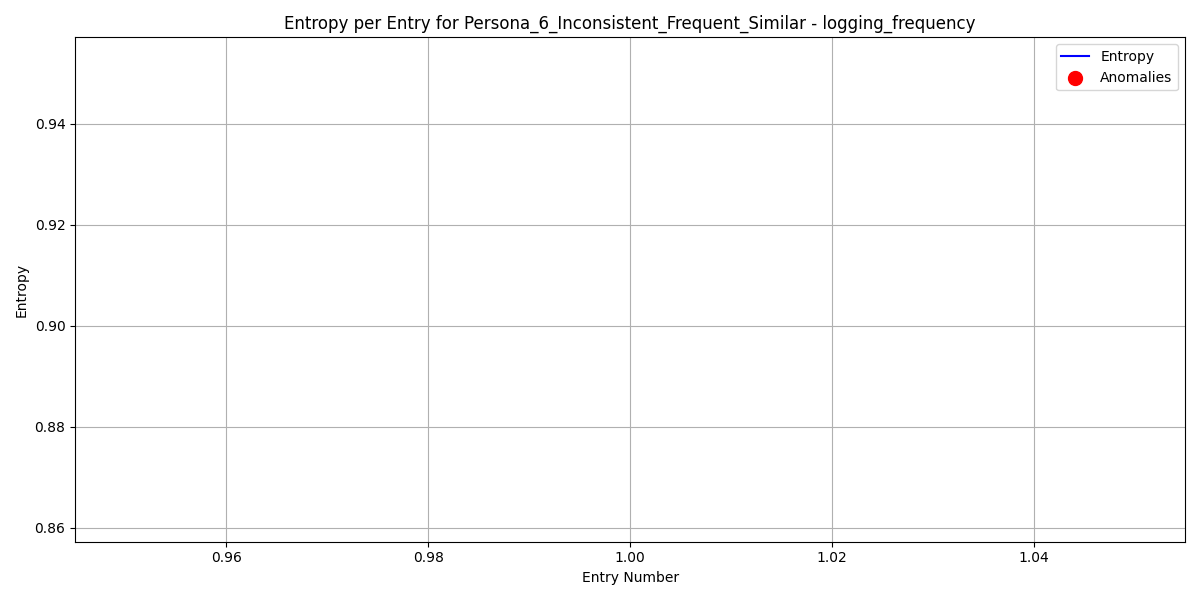 Entropy per Entry for Persona_6_Inconsistent_Frequent_Similar - logging_frequency
Entropy
Anomalies
0.94
0.92
0.90
0.88
0.86
Entropy
0.96 0.98 1.00 1.02 1.04
Entry Number